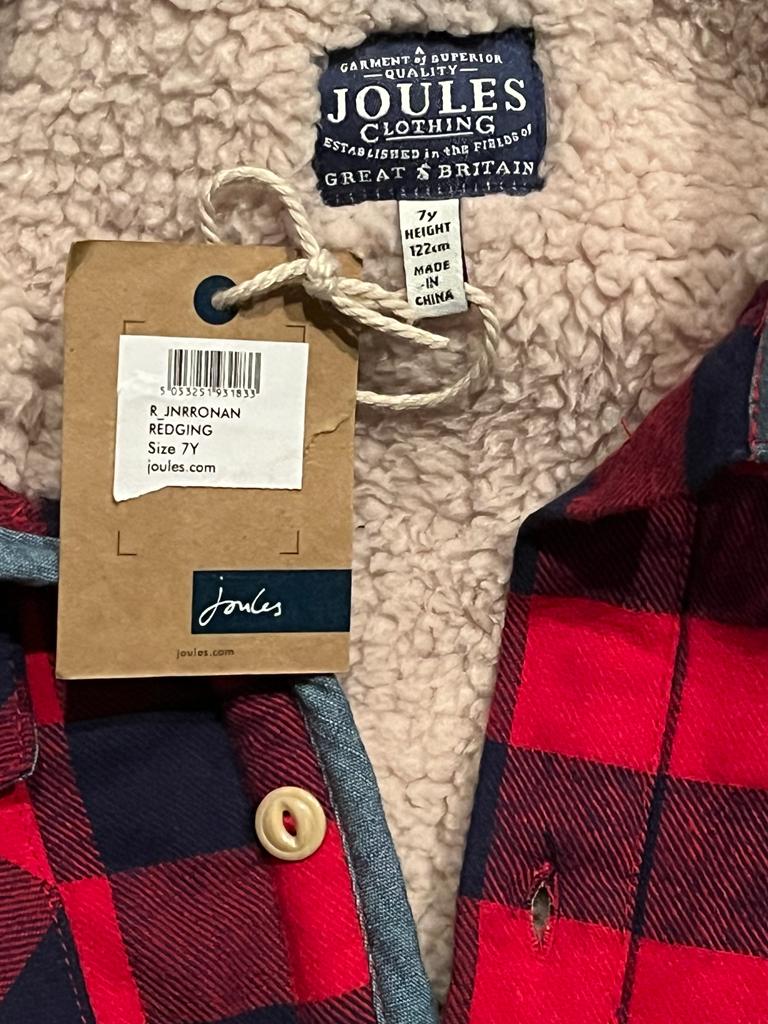 A
GARMENT of SUPERIOR
QUALITY
JOULES
CLOTHING
ESTABLISHED in the FIELDS of
GREAT BRITAIN
7y
HEIGHT
122cm
MADE
-IN
CHINA
5 053251 931833
R_JNRRONAN
REDGING
Size 7Y
joules.com
joules
joules.com